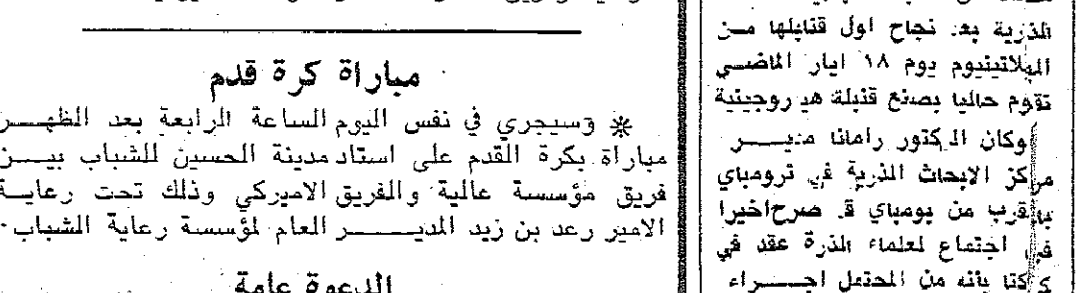 مباراة كرة قدم
※ وسيجري في نفس اليوم الساعة الرابعة بعد الظهر
مباراة بكرة القدم على استاد مدينة الحسين للشباب بين
فريق مؤسسة عالية والفريق الاميركي وذلك تحت رعاية
الامير رعد بن زيد المدير العام لمؤسسة رعاية الشباب.
الدعوة عامة
الذرية بعد نجاح اول قنابلها من
البلاتينيوم يوم ١٨ ايار الماضي
تقوم حاليا بصنع قنبلة هيروجينية
وكان الدكتور رامانا مدير
مركز الابحاث الذرية في ترومباي
بالقرب من بومباي قد صرح اخيرا
في اجتماع لعلماء الذرة عقد في
كلكتا بأنه من المحتمل اجراء